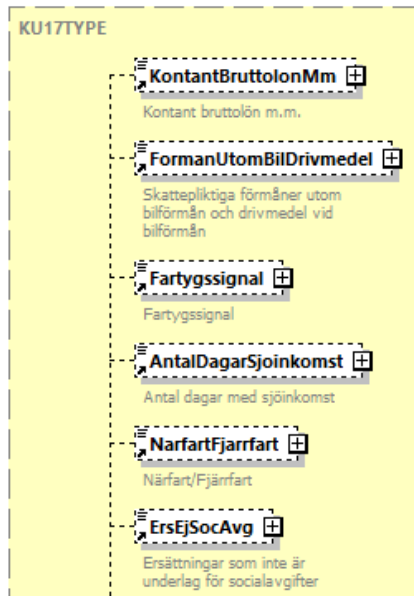 KU17TYPE
KontantBruttolonMm
Kontant bruttolön m.m.
FormanUtomBilDrivmedel
Skattepliktiga förmåner utom
bilförmån och drivmedel vid
bilförmån
Fartygssignal
Fartygssignal
AntalDagarSjoinkomst
Antal dagar med sjöinkomst
NarfartFjarrfart
Närfart/Fjärrfart
ErsEjSocAvg
Ersättningar som inte är
underlag för socialavgifter